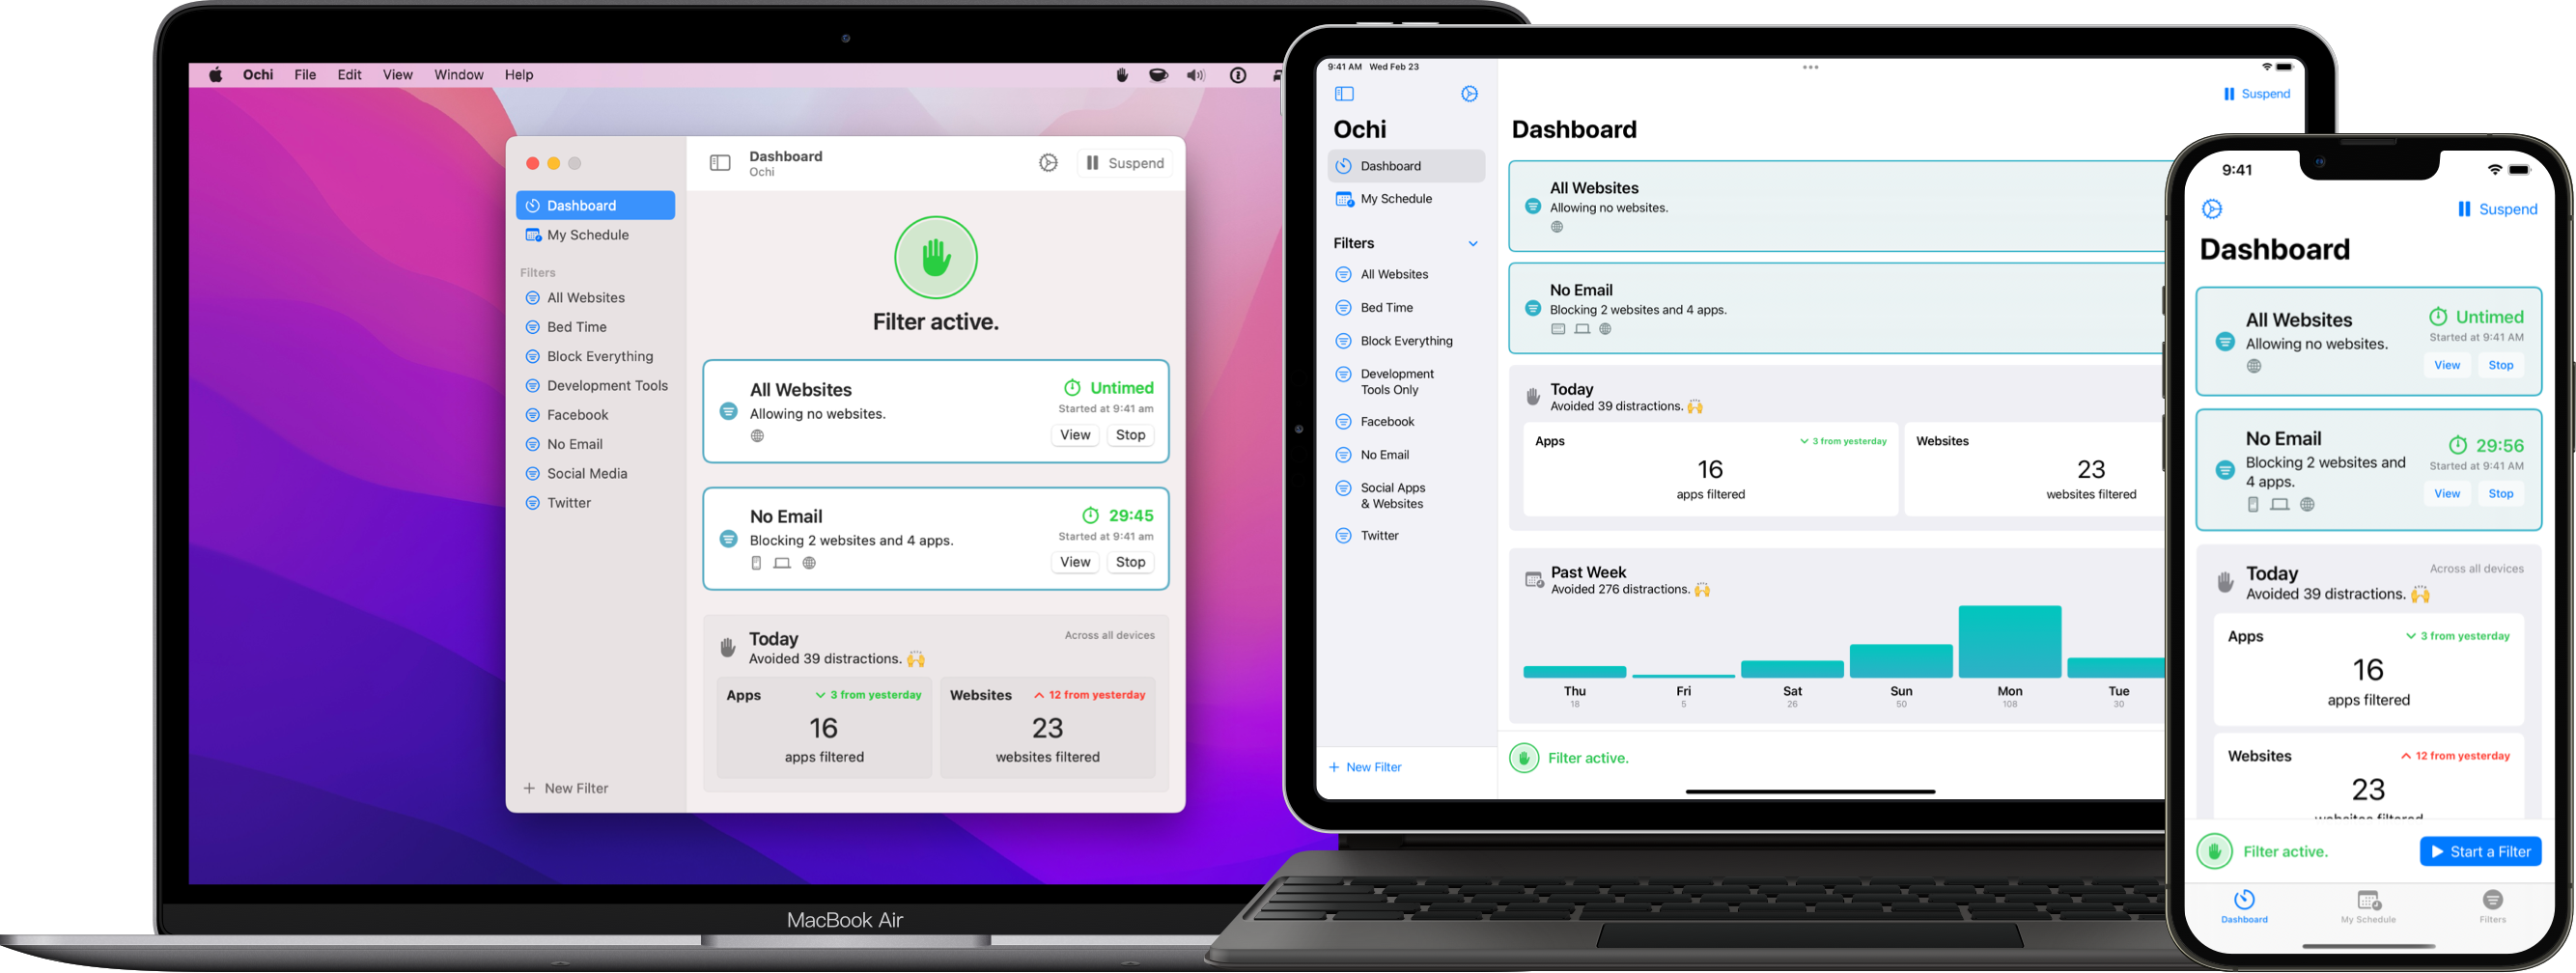 Ochi File Edit View Window Help
Dashboard
Ochi
Suspend
Dashboard
My Schedule
Filters
All Websites
Bed Time
Block Everything
Development Tools
Facebook
No Email
Social Media
Twitter
New Filter
Filter active.
All Websites
Allowing no websites.
Untimed
Started at 9:41 am
View Stop
No Email
Blocking 2 websites and 4 apps.
29:45
Started at 9:41 am
View Stop
Today
Avoided 39 distractions. 🙌
Across all devices
Apps
3 from yesterday
16
apps filtered
Websites
12 from yesterday
23
websites filtered
MacBook Air
9:41 AM Wed Feb 23
Suspend
Ochi
Dashboard
My Schedule
Filters
All Websites
Bed Time
Block Everything
Development
Tools Only
Facebook
No Email
Social Apps
& Websites
Twitter
New Filter
Dashboard
All Websites
Allowing no websites.
No Email
Blocking 2 websites and 4 apps.
Today
Avoided 39 distractions. 🙌
Apps
3 from yesterday
16
apps filtered
Websites
23
websites filtered
Past Week
Avoided 276 distractions. 🙌
Thu Fri Sat Sun Mon Tue
18 5 26 50 108 30
Filter active.
9:41
Suspend
Dashboard
All Websites
Allowing no websites.
Untimed
Started at 9:41 AM
View Stop
No Email
Blocking 2 websites and
4 apps.
29:56
Started at 9:41 AM
View Stop
Today
Avoided 39 distractions. 🙌
Across all devices
Apps
3 from yesterday
16
apps filtered
Websites
12 from yesterday
23
websites filtered
Filter active.
Start a Filter
Dashboard My Schedule Filters